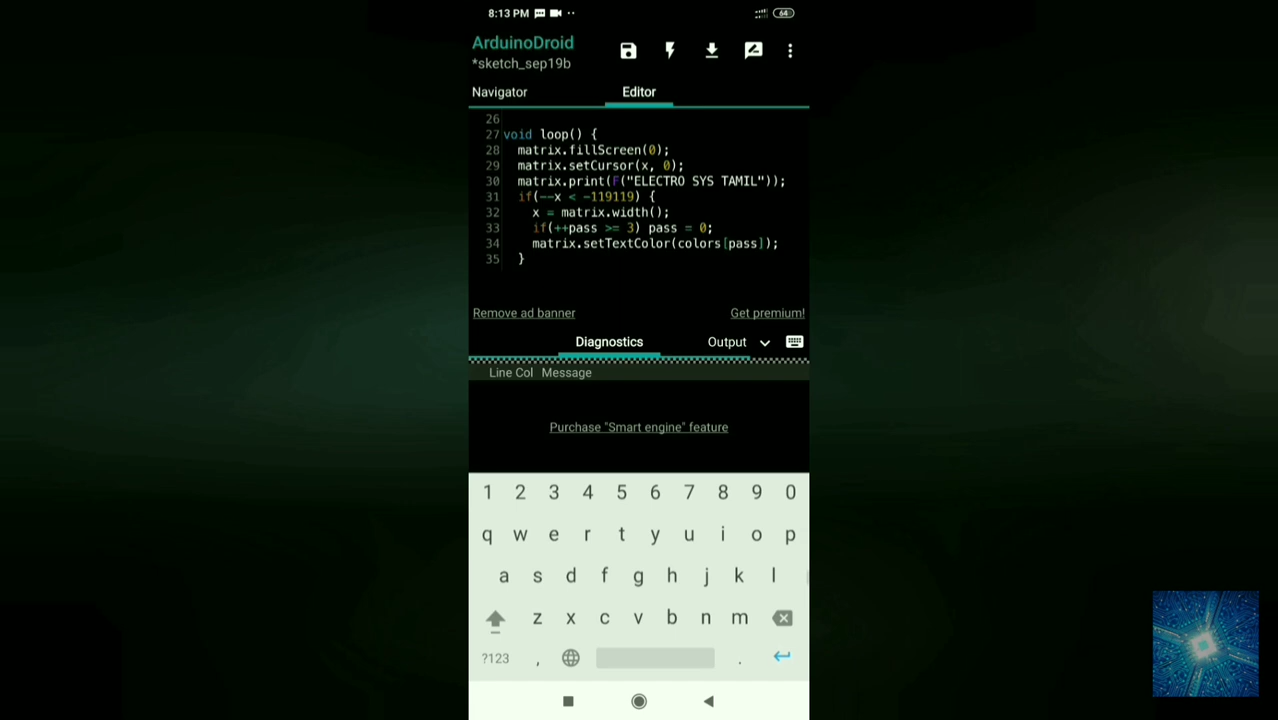 8:13 PM
64
ArduinoDroid
*sketch_sep19b
Navigator Editor
26
27 void loop() {
28 matrix.fillScreen(0);
29 matrix.setCursor(x, 0);
30 matrix.print(F("ELECTRO SYS TAMIL"));
31 if(--x < -119119) {
32 x = matrix.width();
33 if(++pass >= 3) pass = 0;
34 matrix.setTextColor(colors[pass]);
35 }
Remove ad banner Get premium!
Diagnostics Output
Line Col Message
Purchase "Smart engine" feature
1 2 3 4 5 6 7 8 9 0
q w e r t y u i o p
a s d f g h j k l
z x c v b n m
?123 , .